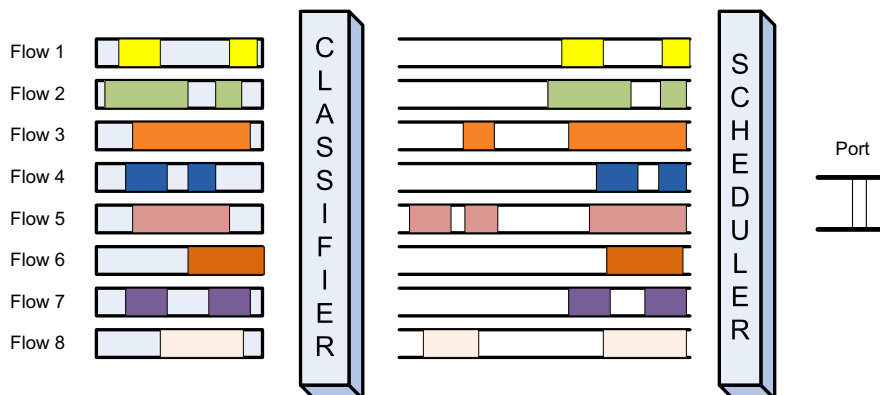 Flow 1
Flow 2
Flow 3
Flow 4
Flow 5
Flow 6
Flow 7
Flow 8
CLASSIFIER
SCHEDULER
Port